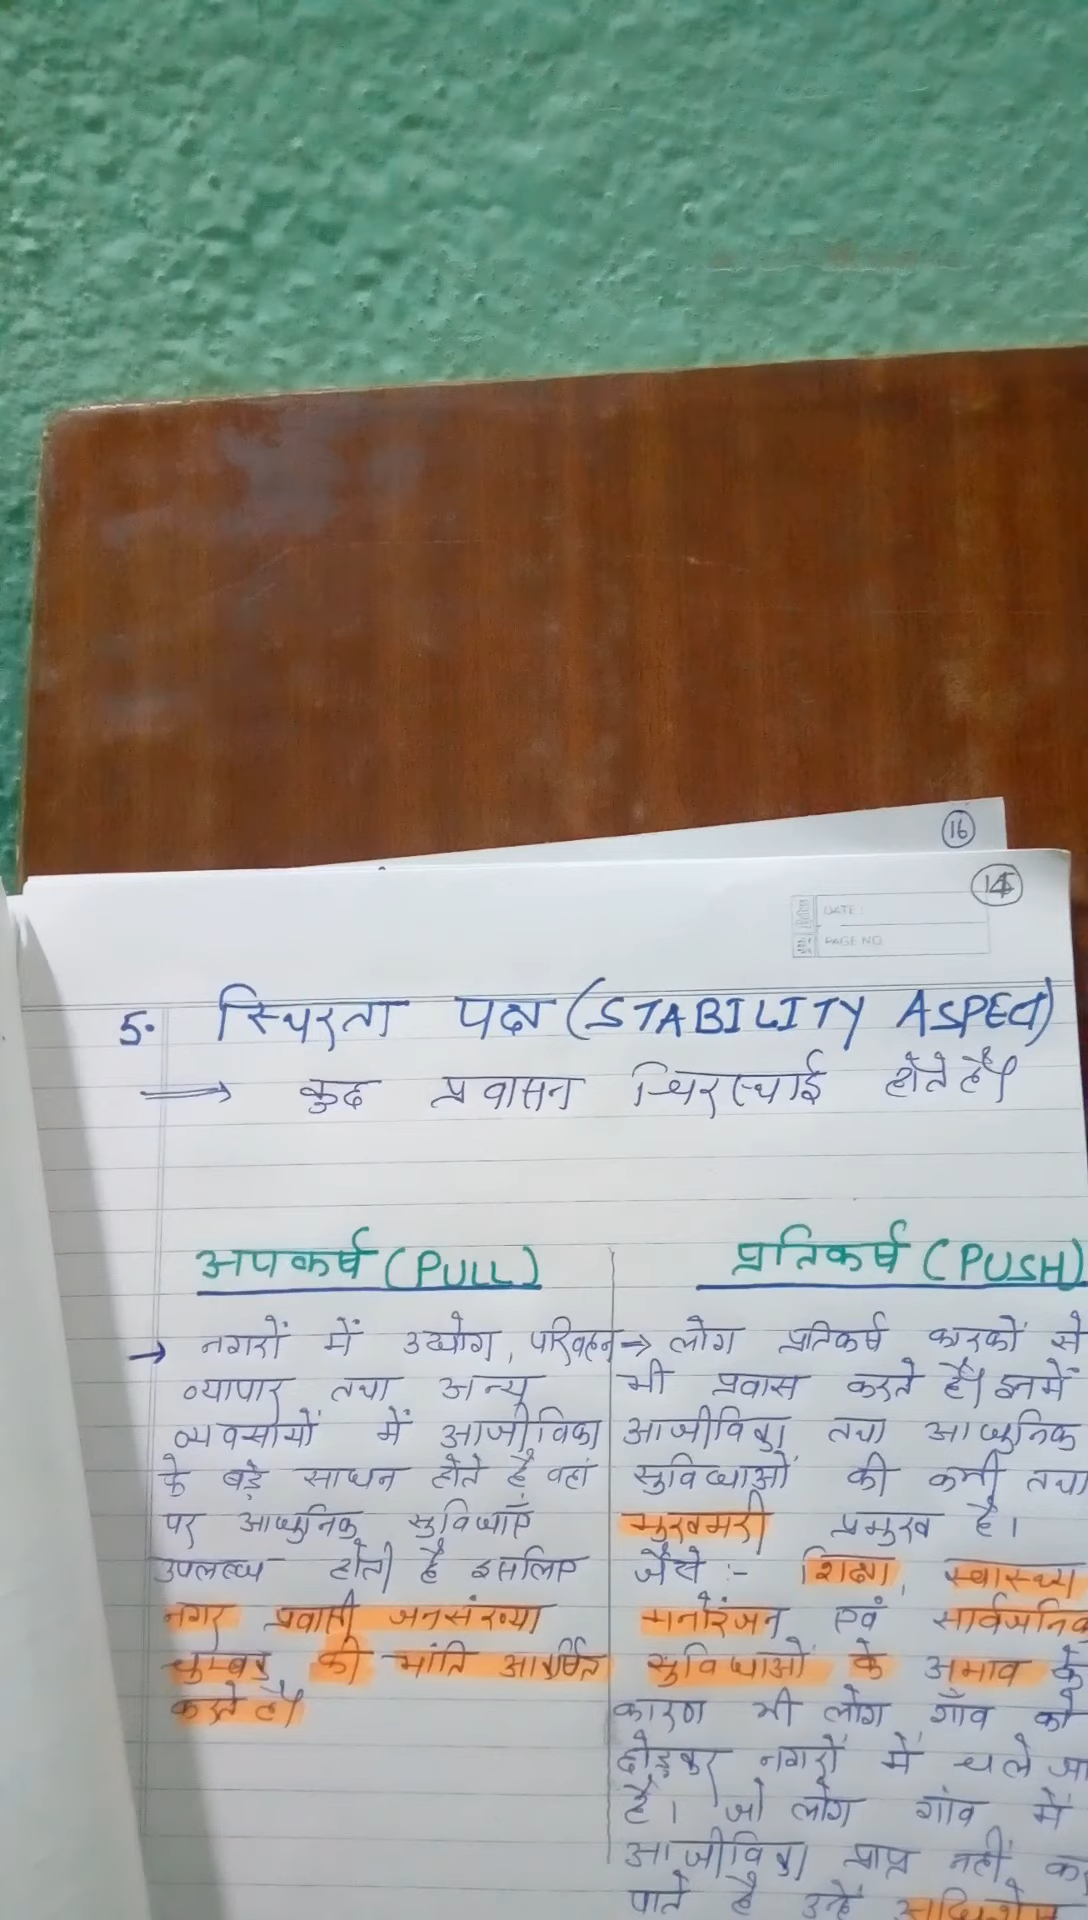 16
DATE:
PAGE NO
5. स्थिरता पक्ष (STABILITY ASPECT)
⟹ कुछ प्रवासन चिरस्थाई होते है।
अपकर्ष (PULL)
→ नगरों में उद्योग, परिवहन
व्यापार तथा अन्य
व्यवसायों में आजीविका
के बड़े साधन होते है वहां
पर आधुनिक सुविधाएँ
उपलब्ध होती है इसलिए
नगर प्रवासी जनसंख्या
चुम्बक की भांति आकर्षित
करते है।
प्रतिकर्ष (PUSH)
→ लोग प्रतिकर्ष कारकों से
भी प्रवास करते है। इनमें
आजीविका तथा आधुनिक
सुविधाओं की कमी तथा
भुखमरी प्रमुख है।
जैसे :- शिक्षा, स्वास्थ्य
मनोरंजन एवं सार्वजनिक
सुविधाओं के अभाव के
कारण भी लोग गाँव को
छोड़कर नगरों में चले जा
है। जो लोग गांव में
आजीविका प्राप्त नहीं कर
पाते है उन्हें